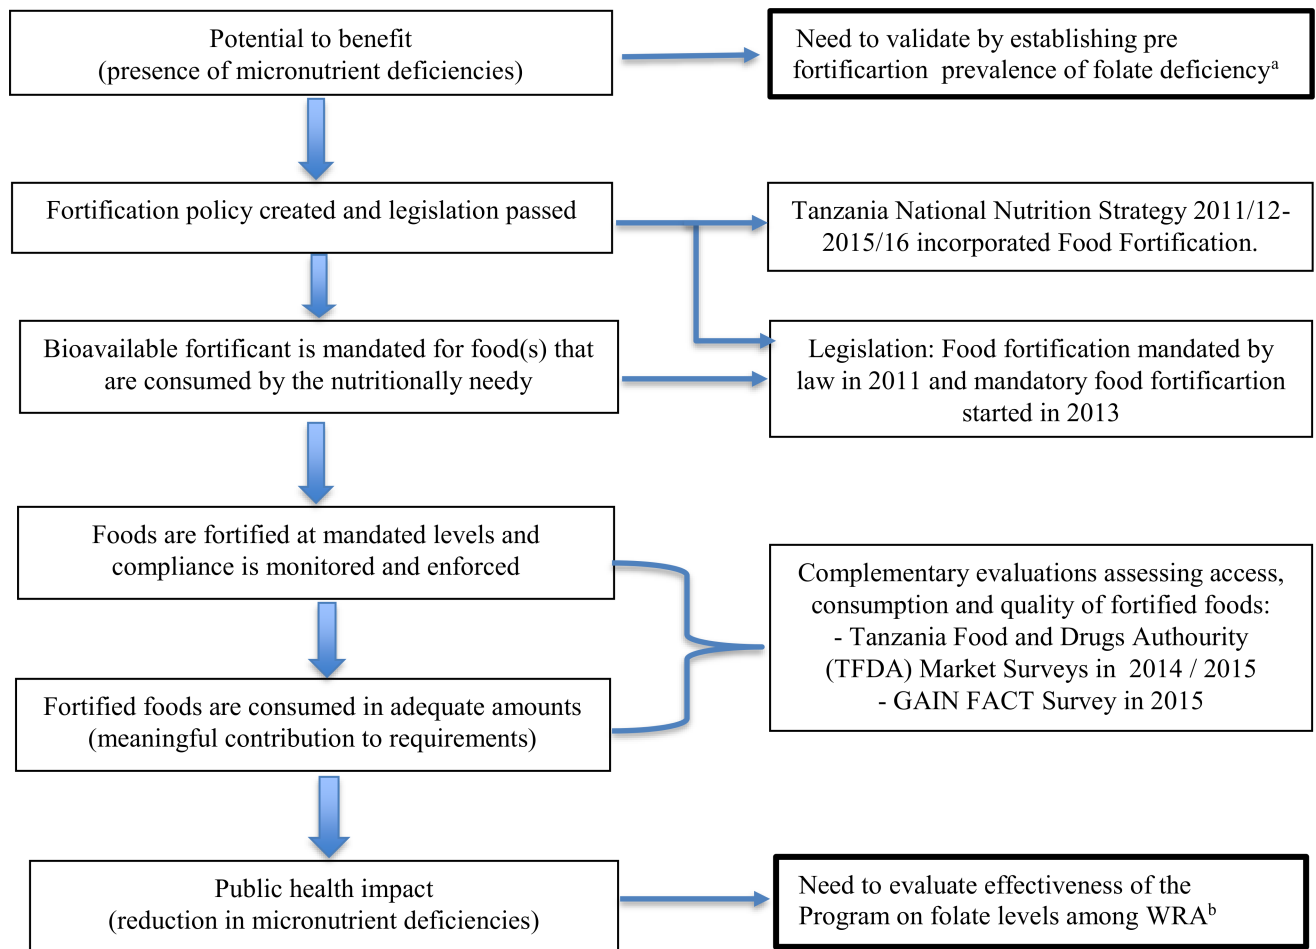 Potential to benefit
(presence of micronutrient deficiencies)
Need to validate by establishing pre
fortificartion prevalence of folate deficiencyᵃ
Fortification policy created and legislation passed
Tanzania National Nutrition Strategy 2011/12-
2015/16 incorporated Food Fortification.
Bioavailable fortificant is mandated for food(s) that
are consumed by the nutritionally needy
Legislation: Food fortification mandated by
law in 2011 and mandatory food fortificartion
started in 2013
Foods are fortified at mandated levels and
compliance is monitored and enforced
Complementary evaluations assessing access,
consumption and quality of fortified foods:
- Tanzania Food and Drugs Authourity
(TFDA) Market Surveys in 2014 / 2015
- GAIN FACT Survey in 2015
Fortified foods are consumed in adequate amounts
(meaningful contribution to requirements)
Public health impact
(reduction in micronutrient deficiencies)
Need to evaluate effectiveness of the
Program on folate levels among WRAᵇ